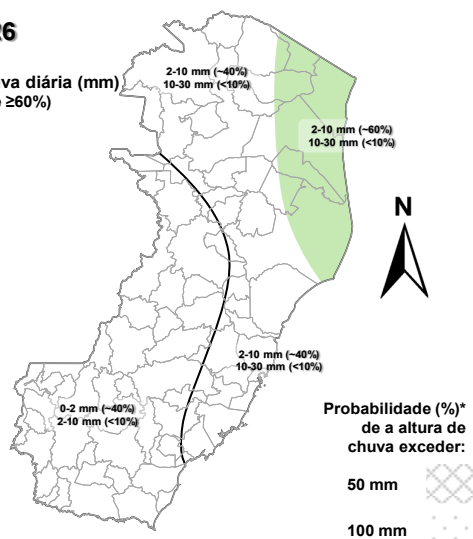 26
uva diária (mm)
e ≥60%)
2-10 mm (~40%)
10-30 mm (<10%)
2-10 mm (~60%)
10-30 mm (<10%)
N
2-10 mm (~40%)
10-30 mm (<10%)
0-2 mm (~40%)
2-10 mm (<10%)
Probabilidade (%)*
de a altura de
chuva exceder:
50 mm
100 mm